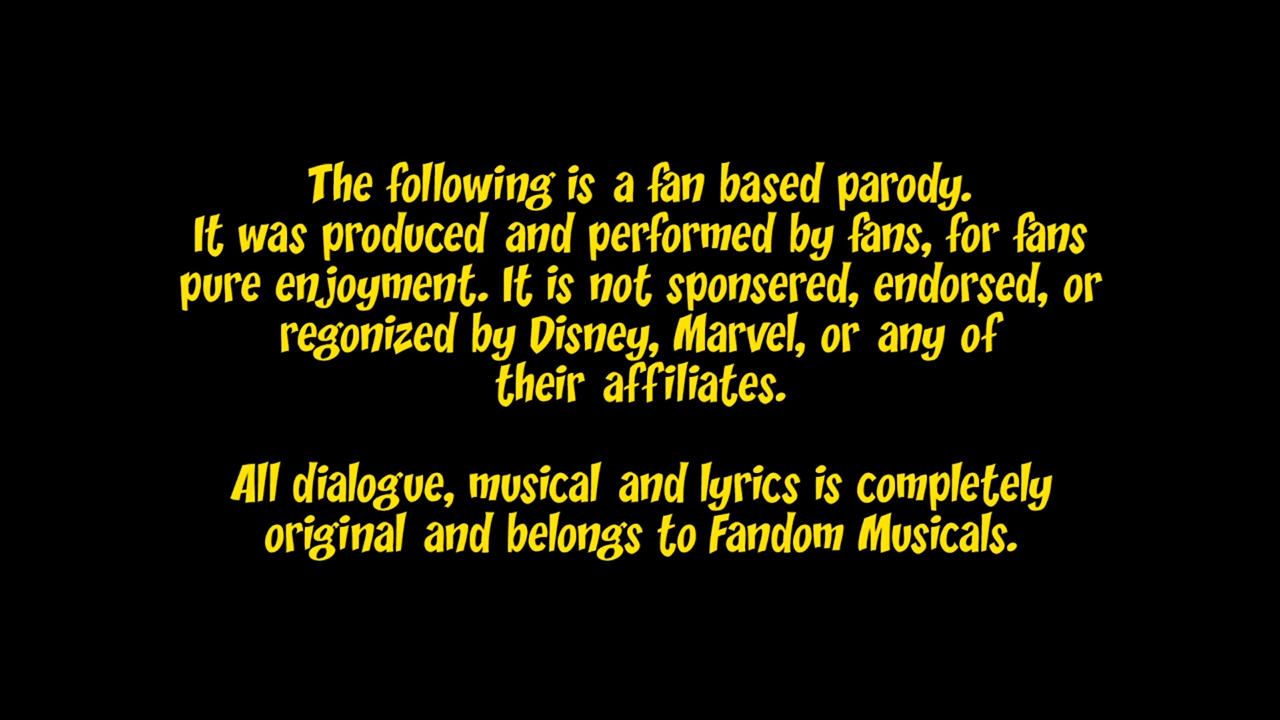 The following is a fan based parody.
It was produced and performed by fans, for fans
pure enjoyment. It is not sponsered, endorsed, or
regonized by Disney, Marvel, or any of
their affiliates.
All dialogue, musical and lyrics is completely
original and belongs to Fandom Musicals.